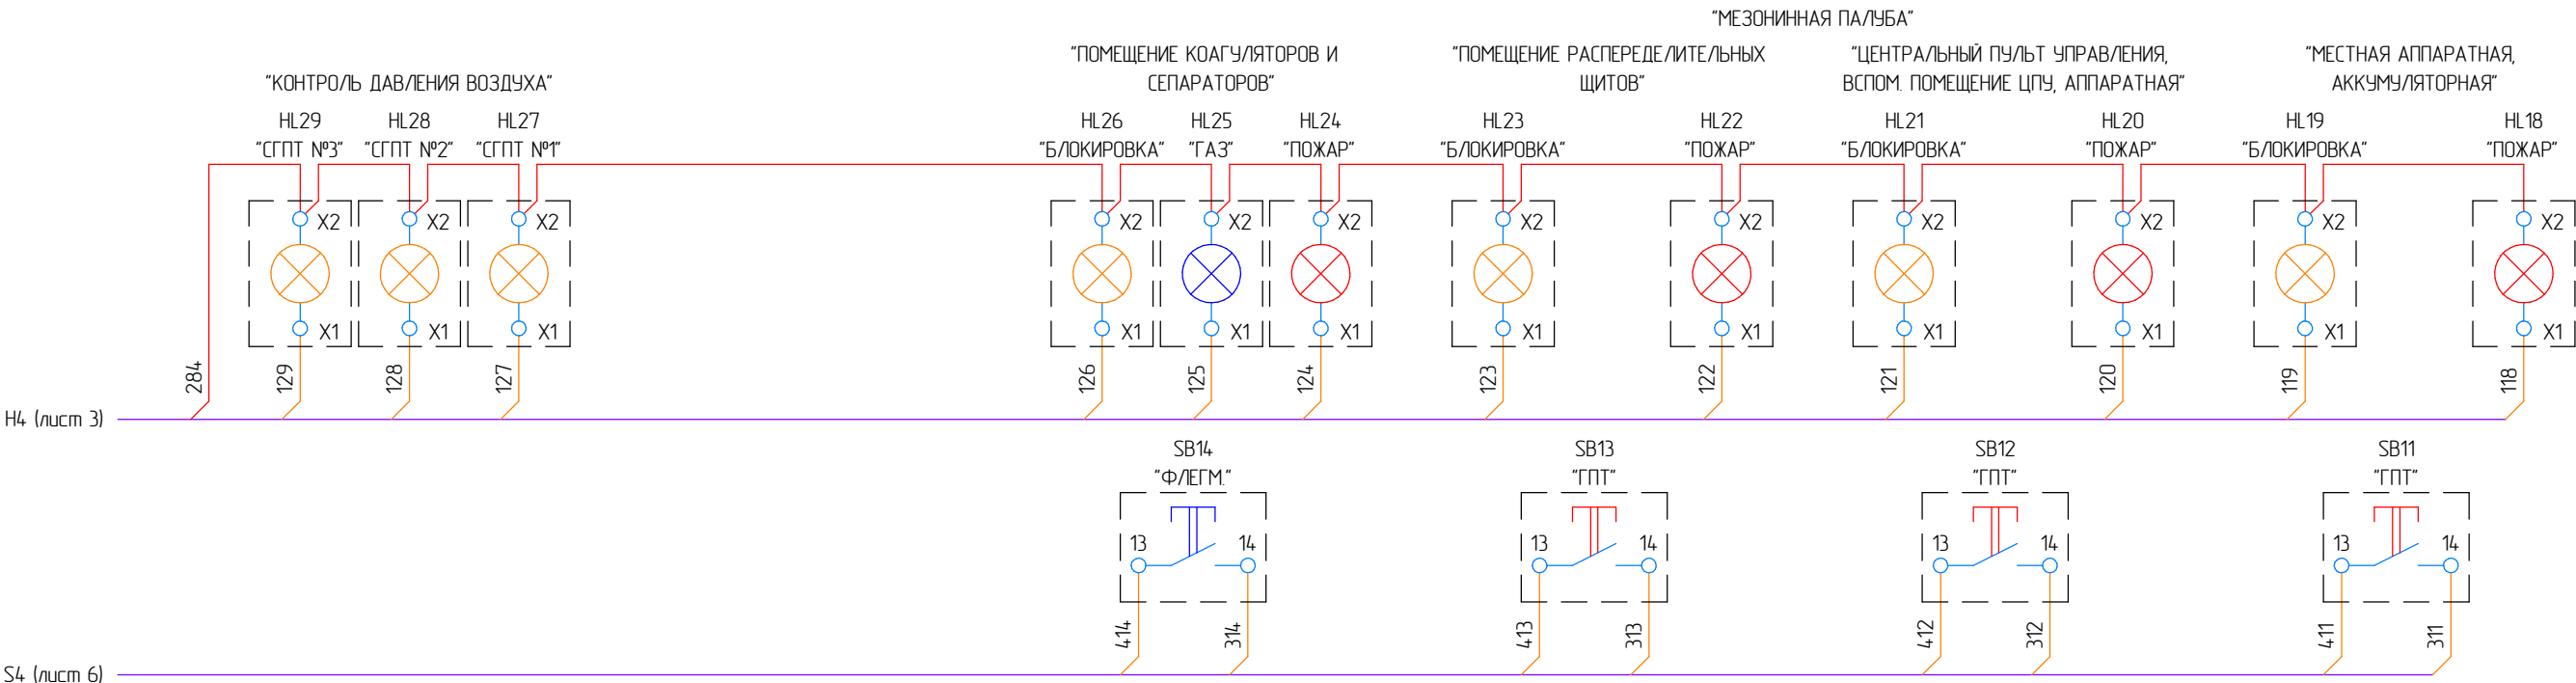 "МЕЗОНИННАЯ ПАЛУБА"
"КОНТРОЛЬ ДАВЛЕНИЯ ВОЗДУХА"
"ПОМЕЩЕНИЕ КОАГУЛЯТОРОВ И
СЕПАРАТОРОВ"
"ПОМЕЩЕНИЕ РАСПЕРЕДЕЛИТЕЛЬНЫХ
ЩИТОВ"
"ЦЕНТРАЛЬНЫЙ ПУЛЬТ УПРАВЛЕНИЯ,
ВСПОМ. ПОМЕЩЕНИЕ ЦПУ, АППАРАТНАЯ"
"МЕСТНАЯ АППАРАТНАЯ,
АККУМУЛЯТОРНАЯ"
HL29 HL28 HL27 HL26 HL25 HL24 HL23 HL22 HL21 HL20 HL19 HL18
"СГПТ №3" "СГПТ №2" "СГПТ №1" "БЛОКИРОВКА" "ГАЗ" "ПОЖАР" "БЛОКИРОВКА" "ПОЖАР" "БЛОКИРОВКА" "ПОЖАР" "БЛОКИРОВКА" "ПОЖАР"
X2 X2 X2 X2 X2 X2 X2 X2 X2 X2 X2 X2
X1 X1 X1 X1 X1 X1 X1 X1 X1 X1 X1 X1
284 129 128 127 126 125 124 123 122 121 120 119 118
H4 (лист 3)
SB14 SB13 SB12 SB11
"ФЛЕГМ." "ГПТ" "ГПТ" "ГПТ"
13 14 13 14 13 14 13 14
414 314 413 313 412 312 411 311
S4 (лист 6)